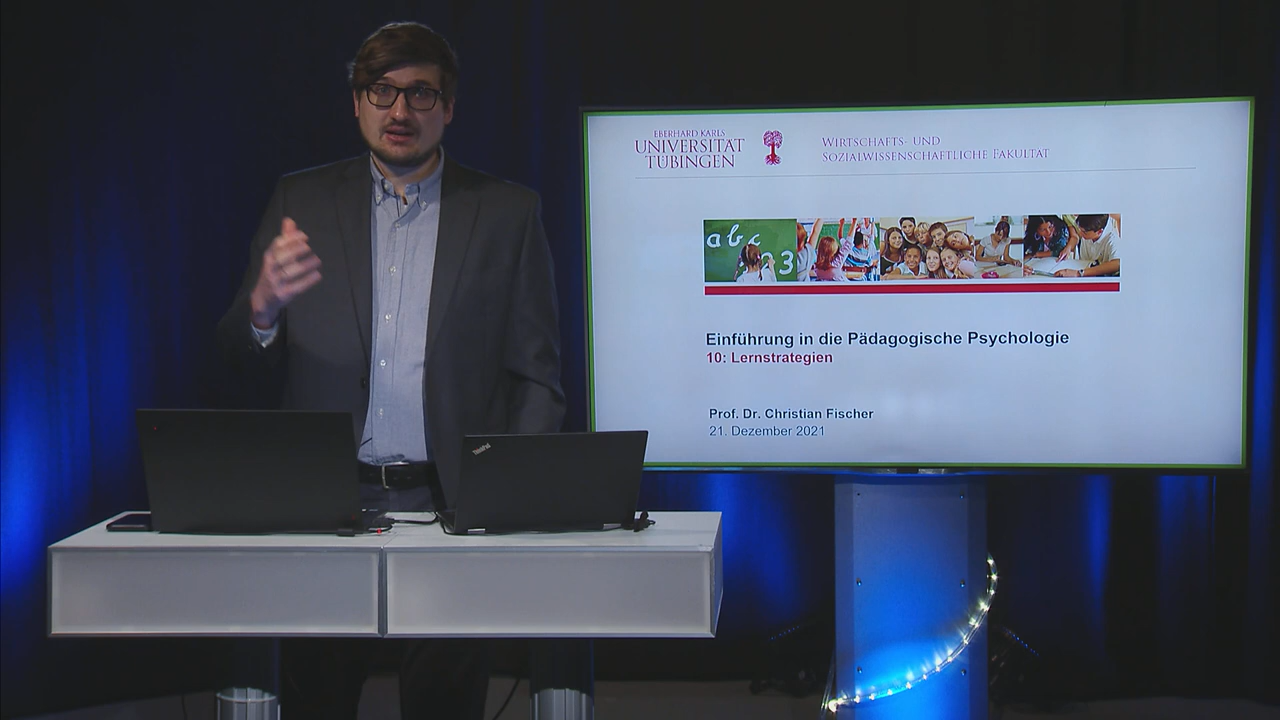 EBERHARD KARLS
UNIVERSITÄT
TÜBINGEN
WIRTSCHAFTS- UND
SOZIALWISSENSCHAFTLICHE FAKULTÄT
abc
3
Einführung in die Pädagogische Psychologie
10: Lernstrategien
Prof. Dr. Christian Fischer
21. Dezember 2021
ThinkPad